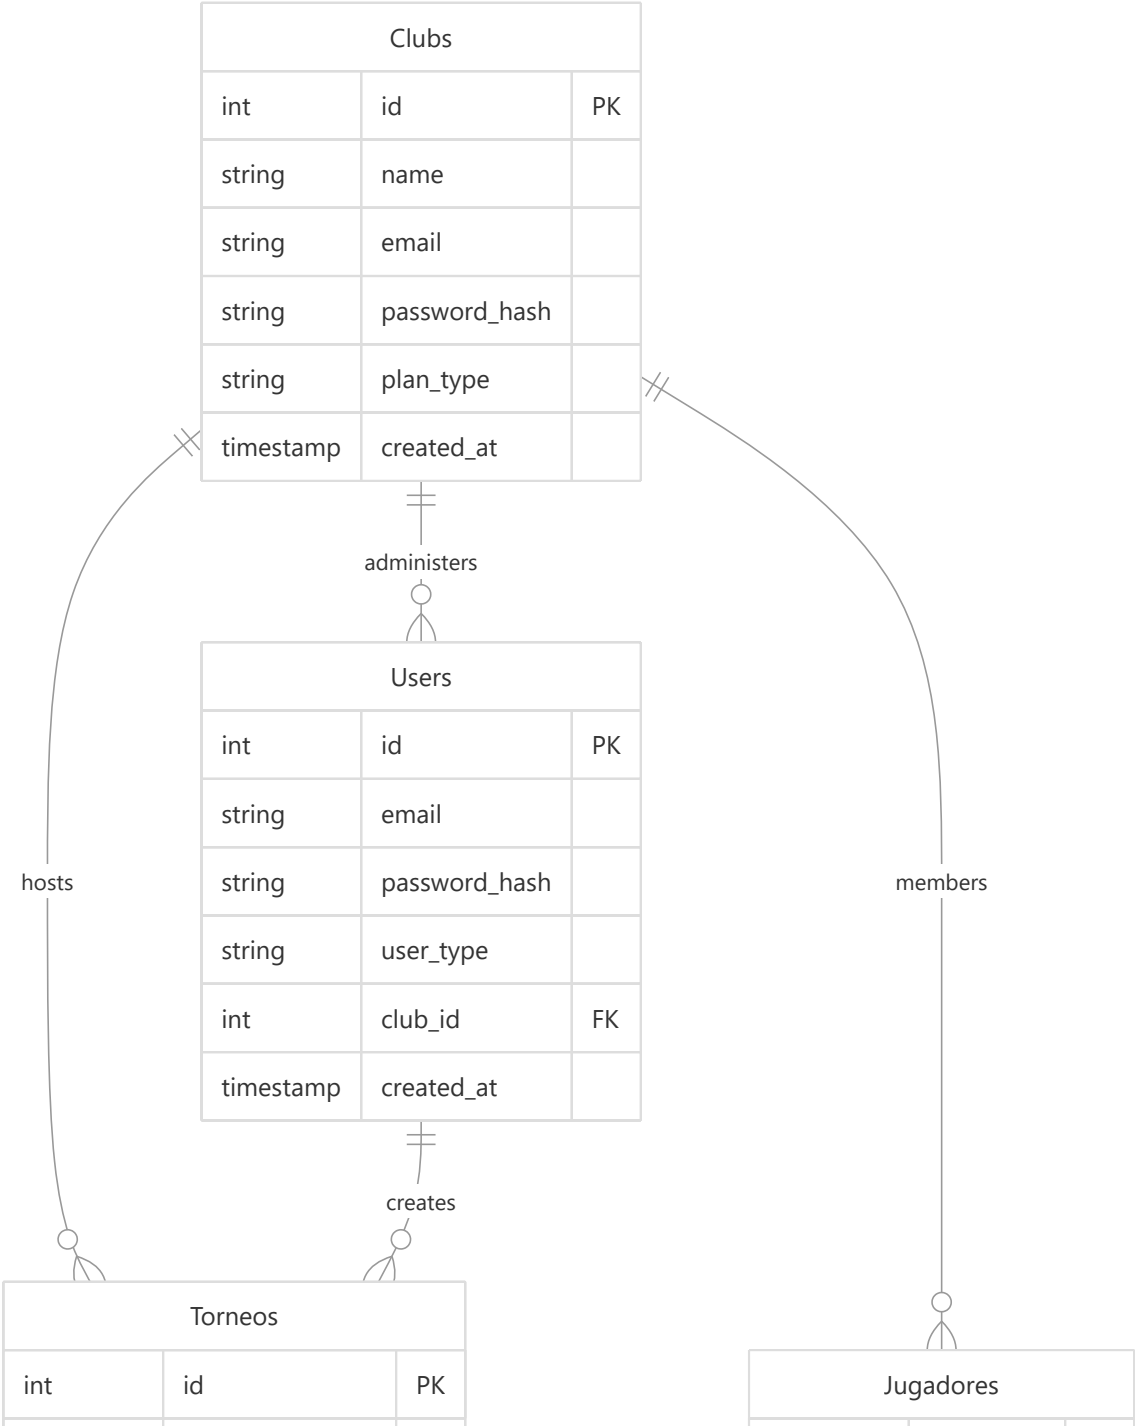 Clubs
int id PK
string name
string email
string password_hash
string plan_type
timestamp created_at
administers
Users
int id PK
string email
string password_hash
hosts
members
string user_type
int club_id FK
timestamp created_at
creates
Torneos
int id PK
Jugadores